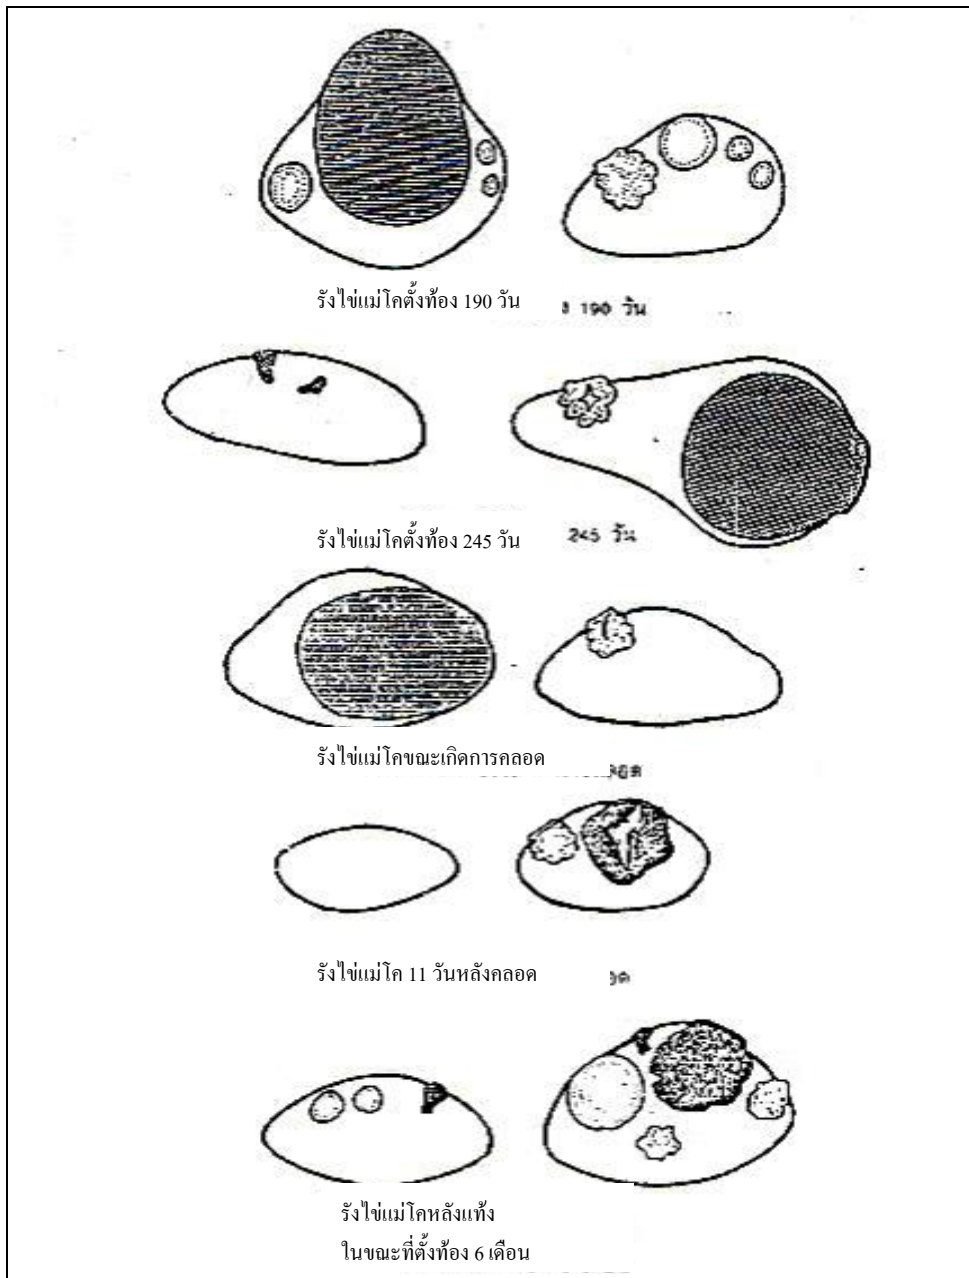 รังไข่แม่โคตั้งท้อง 190 วัน
190 วัน
รังไข่แม่โคตั้งท้อง 245 วัน
245 วัน
รังไข่แม่โคขณะเกิดการคลอด
รังไข่แม่โค 11 วันหลังคลอด
รังไข่แม่โคหลังแท้ง
ในขณะที่ตั้งท้อง 6 เดือน